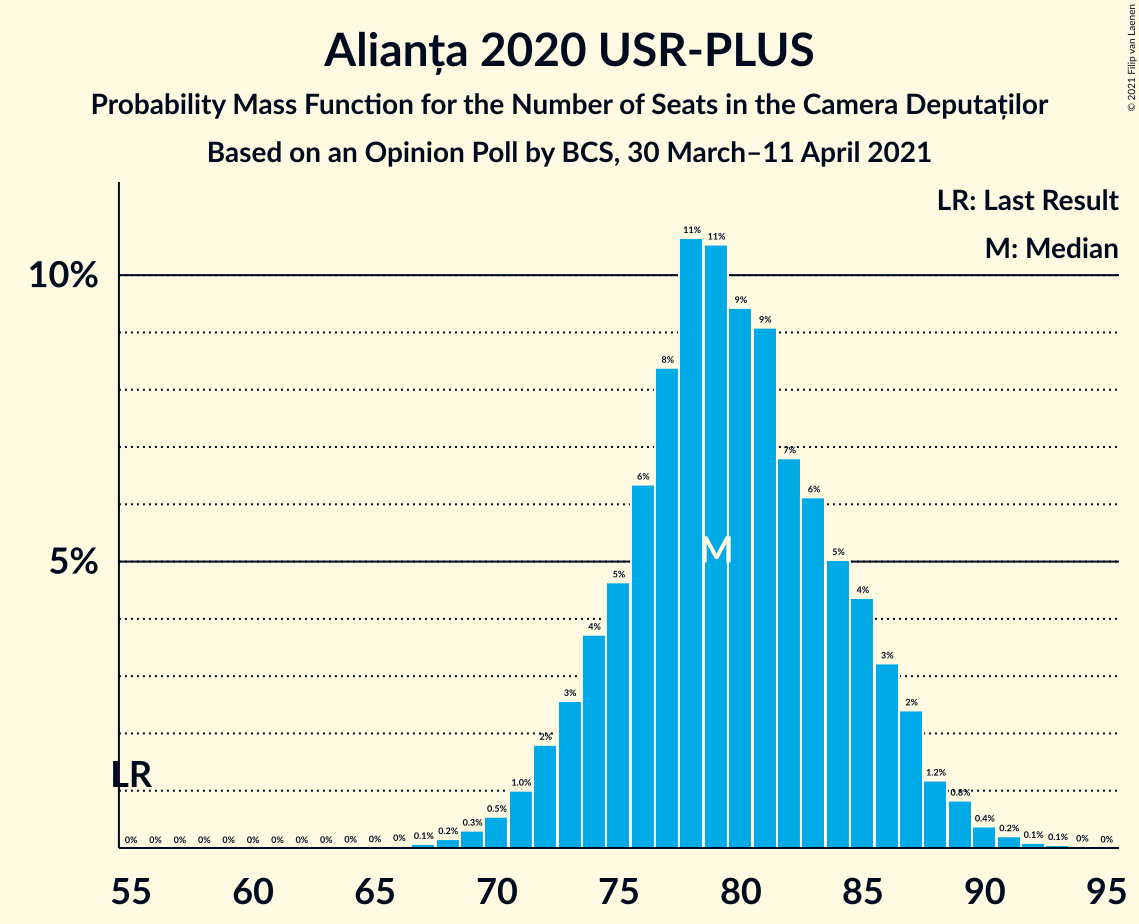 Alianța 2020 USR-PLUS
Probability Mass Function for the Number of Seats in the Camera Deputaților
Based on an Opinion Poll by BCS, 30 March–11 April 2021
© 2021 Filip van Laenen
LR: Last Result
M: Median
10%
5%
LR
M
0% 0% 0% 0% 0% 0% 0% 0% 0% 0% 0% 0% 0.1% 0.2% 0.3% 0.5% 1.0% 2% 3% 4% 5% 6% 8% 11% 11% 9% 9% 7% 6% 5% 4% 3% 2% 1.2% 0.8% 0.4% 0.2% 0.1% 0.1% 0% 0%
55 60 65 70 75 80 85 90 95